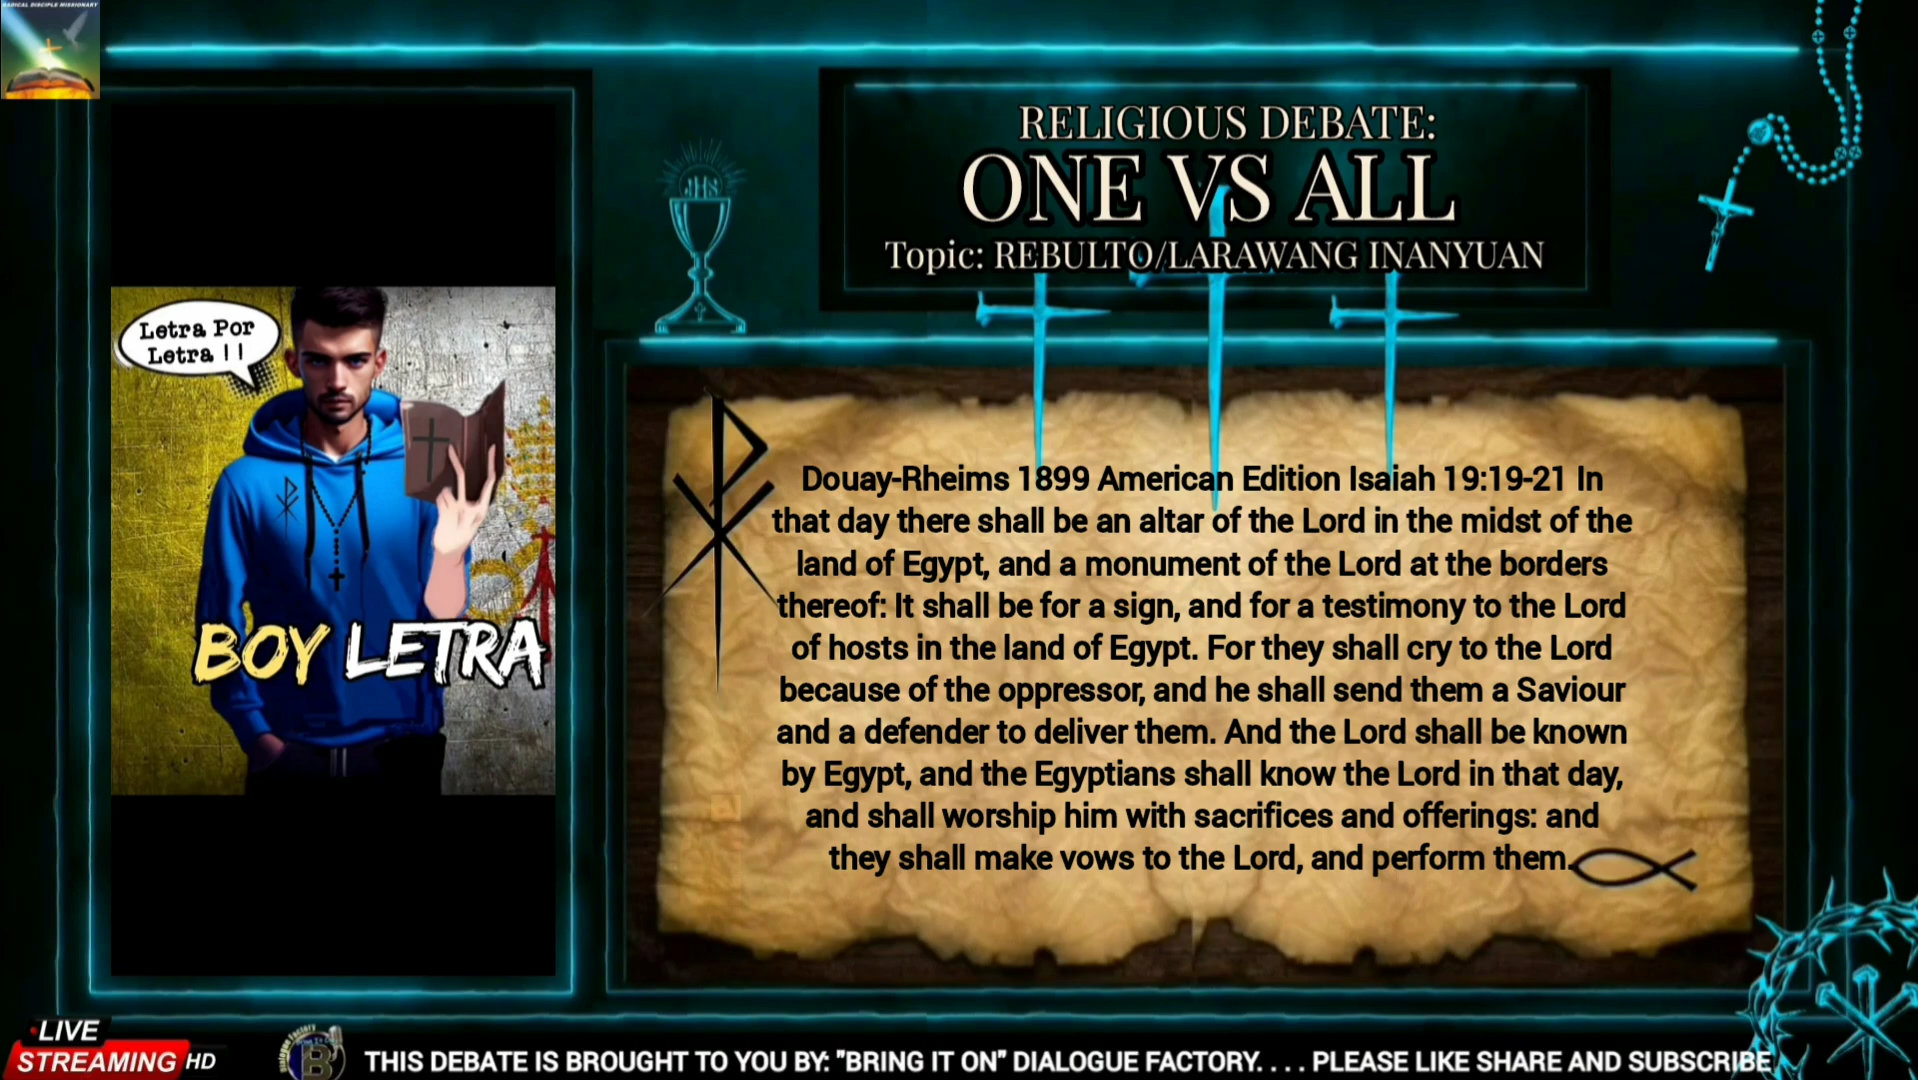 RADICAL DISCIPLE MISSIONARY
RELIGIOUS DEBATE:
ONE VS ALL
Topic: REBULTO/LARAWANG INANYUAN
JHS
Letra Por
Letra !!
BOY LETRA
Douay-Rheims 1899 American Edition Isaiah 19:19-21 In
that day there shall be an altar of the Lord in the midst of the
land of Egypt, and a monument of the Lord at the borders
thereof: It shall be for a sign, and for a testimony to the Lord
of hosts in the land of Egypt. For they shall cry to the Lord
because of the oppressor, and he shall send them a Saviour
and a defender to deliver them. And the Lord shall be known
by Egypt, and the Egyptians shall know the Lord in that day,
and shall worship him with sacrifices and offerings: and
they shall make vows to the Lord, and perform them.
LIVE
STREAMING HD
B
THIS DEBATE IS BROUGHT TO YOU BY: "BRING IT ON" DIALOGUE FACTORY. . . . PLEASE LIKE SHARE AND SUBSCRIBE